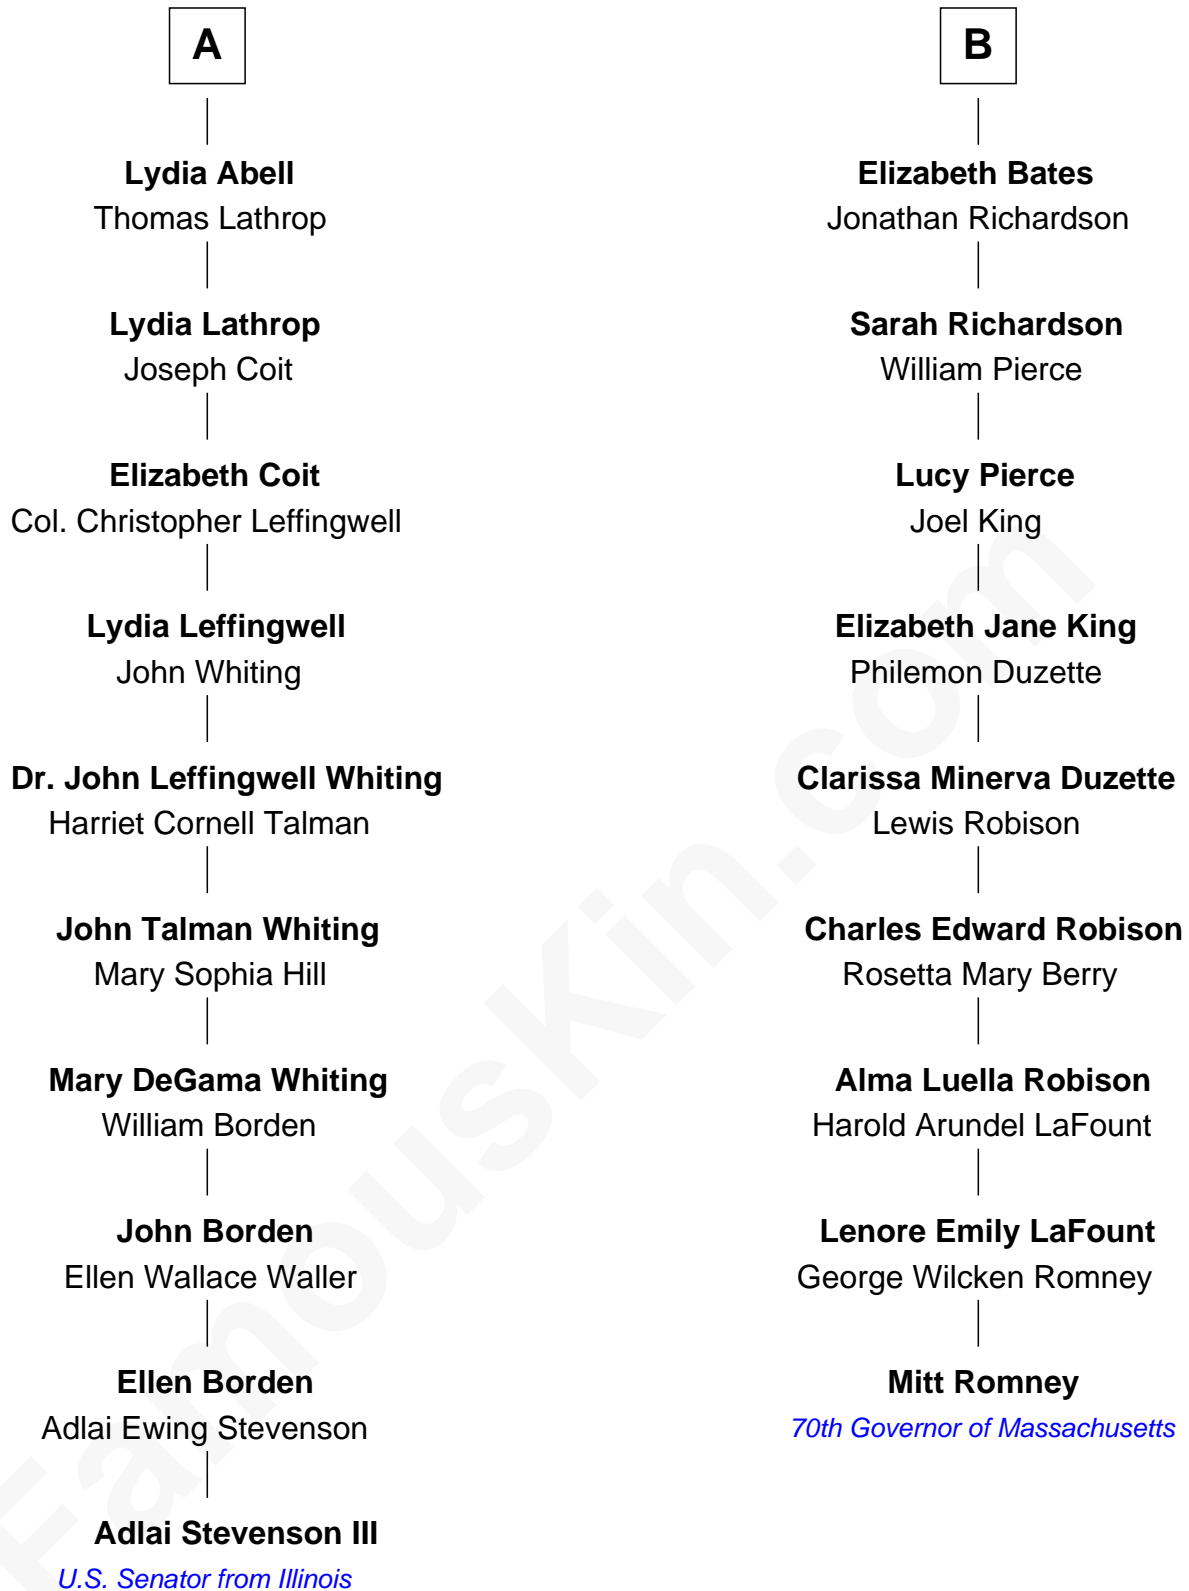 A
Lydia Abell
Thomas Lathrop
Lydia Lathrop
Joseph Coit
Elizabeth Coit
Col. Christopher Leffingwell
Lydia Leffingwell
John Whiting
Dr. John Leffingwell Whiting
Harriet Cornell Talman
John Talman Whiting
Mary Sophia Hill
Mary DeGama Whiting
William Borden
John Borden
Ellen Wallace Waller
Ellen Borden
Adlai Ewing Stevenson
Adlai Stevenson III
U.S. Senator from Illinois
B
Elizabeth Bates
Jonathan Richardson
Sarah Richardson
William Pierce
Lucy Pierce
Joel King
Elizabeth Jane King
Philemon Duzette
Clarissa Minerva Duzette
Lewis Robison
Charles Edward Robison
Rosetta Mary Berry
Alma Luella Robison
Harold Arundel LaFount
Lenore Emily LaFount
George Wilcken Romney
Mitt Romney
70th Governor of Massachusetts
FamousKin.com